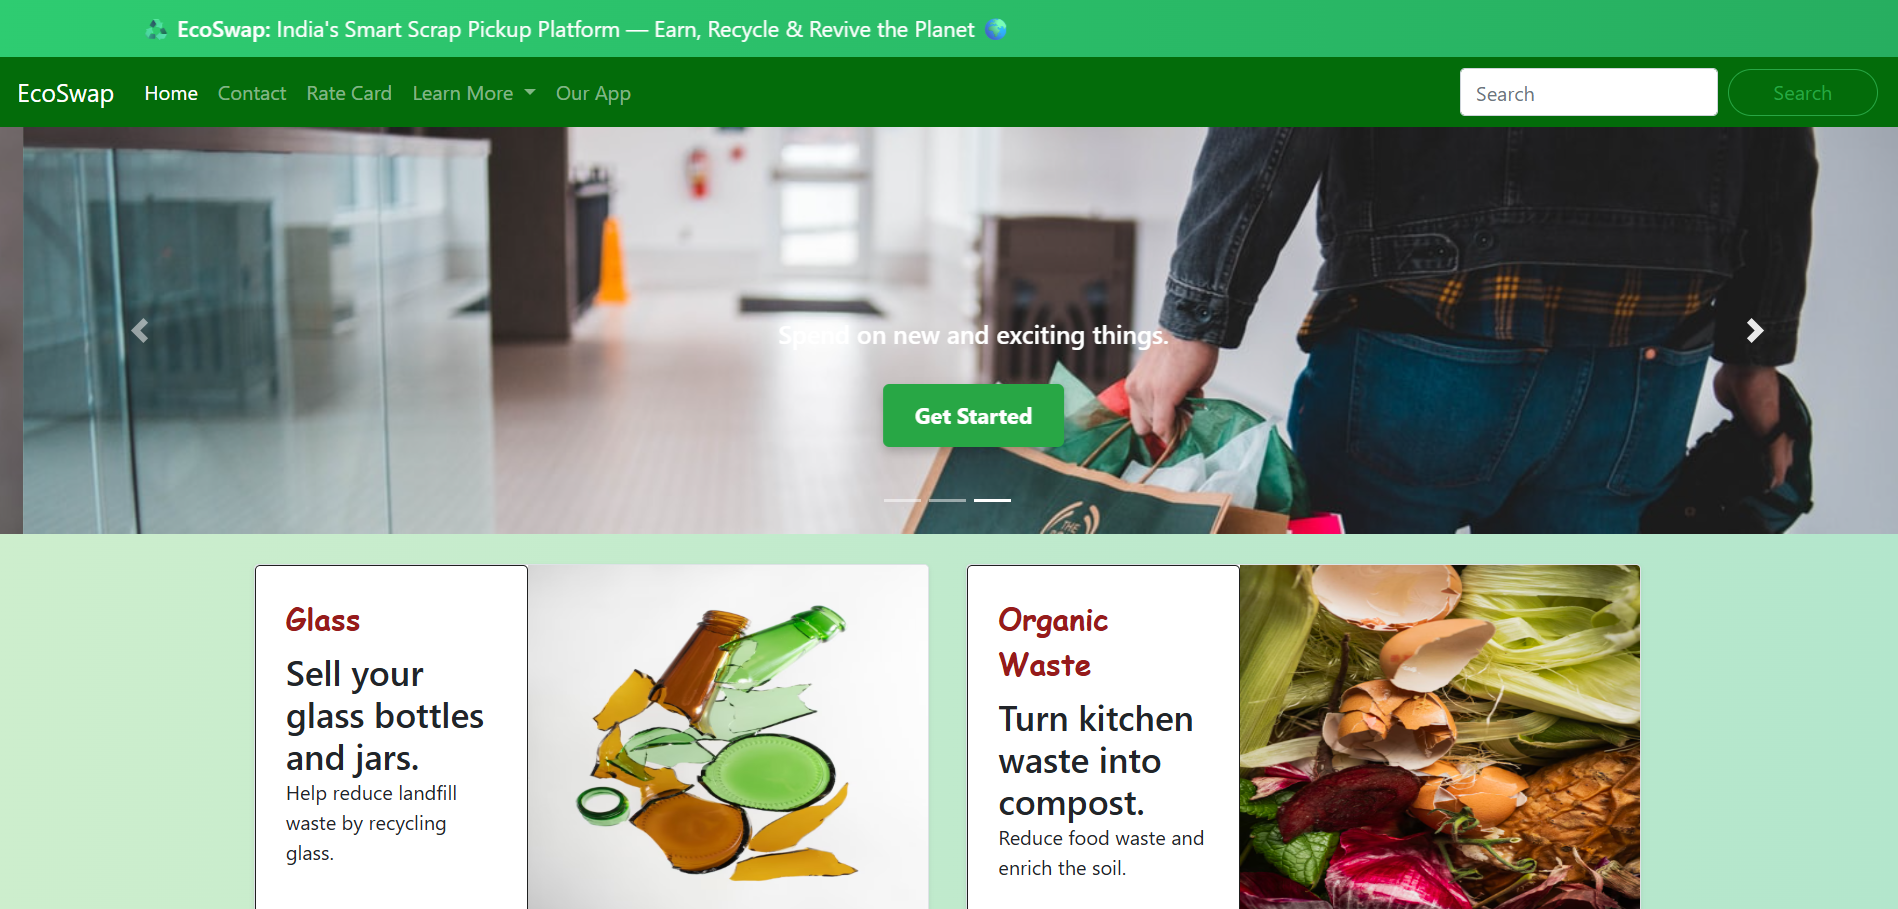 EcoSwap: India's Smart Scrap Pickup Platform — Earn, Recycle & Revive the Planet
EcoSwap Home Contact Rate Card Learn More Our App Search Search
Spend on new and exciting things.
Get Started
THE
Glass
Sell your
glass bottles
and jars.
Help reduce landfill
waste by recycling
glass.
Organic
Waste
Turn kitchen
waste into
compost.
Reduce food waste and
enrich the soil.